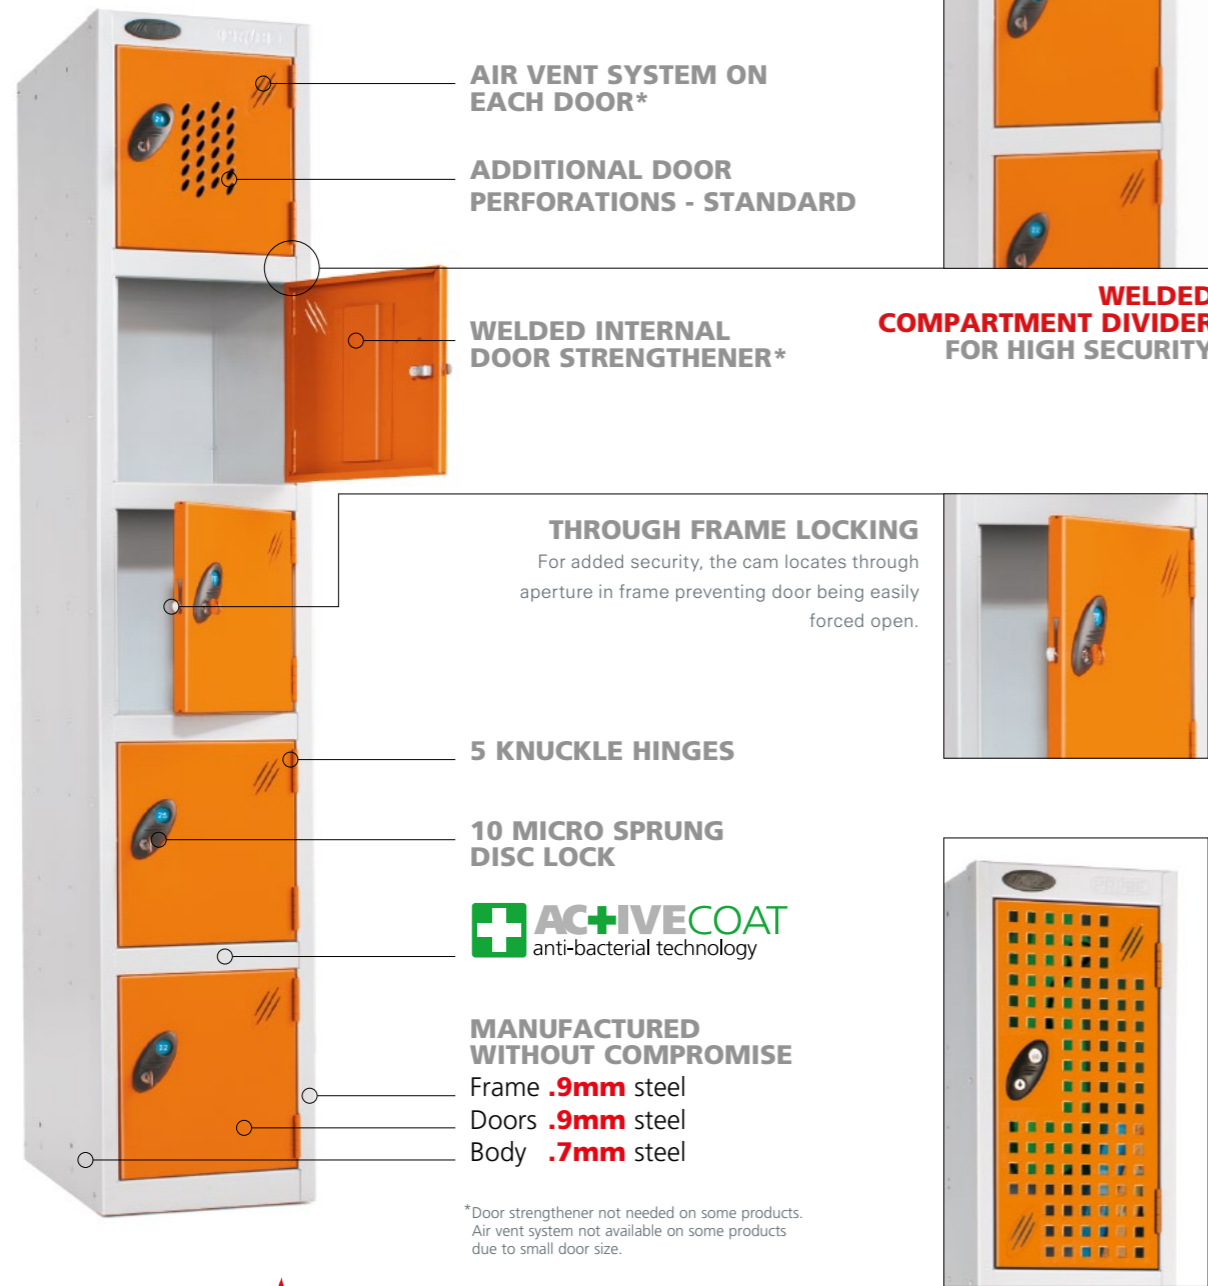 AIR VENT SYSTEM ON
EACH DOOR*
ADDITIONAL DOOR
PERFORATIONS - STANDARD
WELDED INTERNAL
DOOR STRENGTHENER*
WELDED
COMPARTMENT DIVIDER
FOR HIGH SECURITY
THROUGH FRAME LOCKING
For added security, the cam locates through
aperture in frame preventing door being easily
forced open.
5 KNUCKLE HINGES
10 MICRO SPRUNG
DISC LOCK
ACTIVECOAT
anti-bacterial technology
MANUFACTURED
WITHOUT COMPROMISE
Frame .9mm steel
Doors .9mm steel
Body .7mm steel
*Door strengthener not needed on some products.
Air vent system not available on some products
due to small door size.